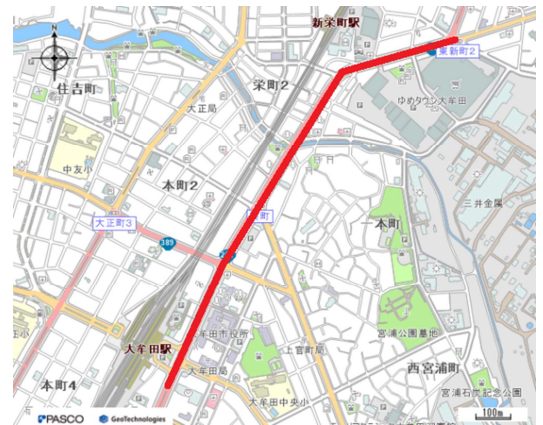 新栄町駅
N
東新町2
住吉町
栄町2
大正局
ゆめタウン大牟田
中友小
本町2
三井金属
大正町3
町
一本町
389
宮浦公園墓地
大牟田市役所
大牟田駅
上官町局
西宮浦町
大牟田局
本町4
大牟田中央小
宮浦石炭記念公園
PASCO
GeoTechnologies
100m